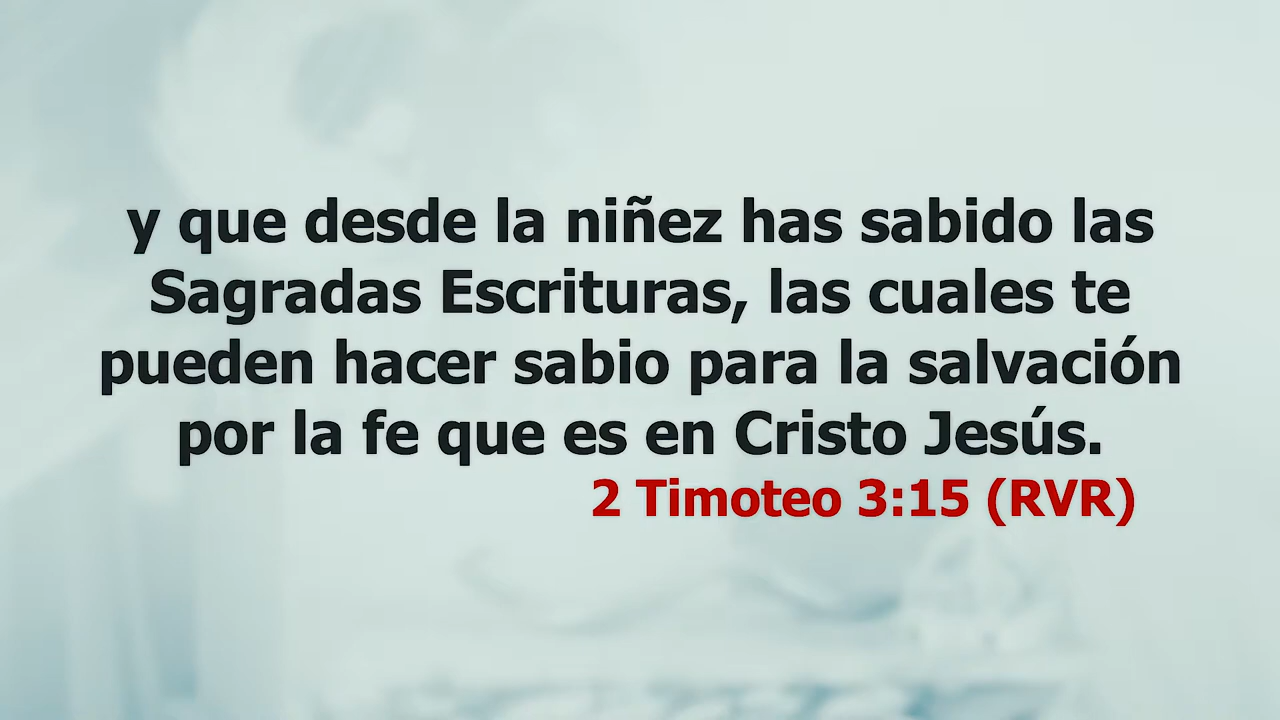 y que desde la niñez has sabido las
Sagradas Escrituras, las cuales te
pueden hacer sabio para la salvación
por la fe que es en Cristo Jesús.
2 Timoteo 3:15 (RVR)